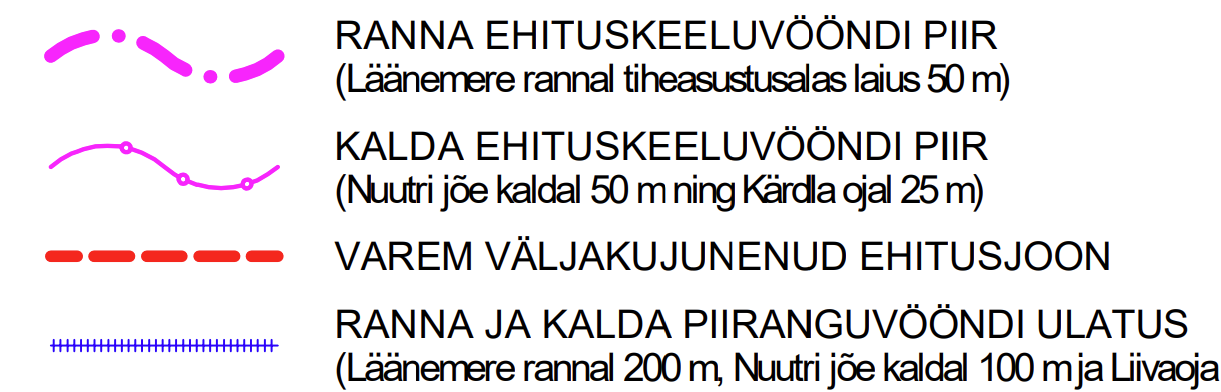 RANNA EHITUSKEELUVÖÖNDI PIIR
(Läänemere rannal tiheasustusalas laius 50 m)
KALDA EHITUSKEELUVÖÖNDI PIIR
(Nuutri jõe kaldal 50 m ning Kärdla ojal 25 m)
VAREM VÄLJAKUJUNENUD EHITUSJOON
RANNA JA KALDA PIIRANGUVÖÖNDI ULATUS
(Läänemere rannal 200 m, Nuutri jõe kaldal 100 m ja Liivaoja